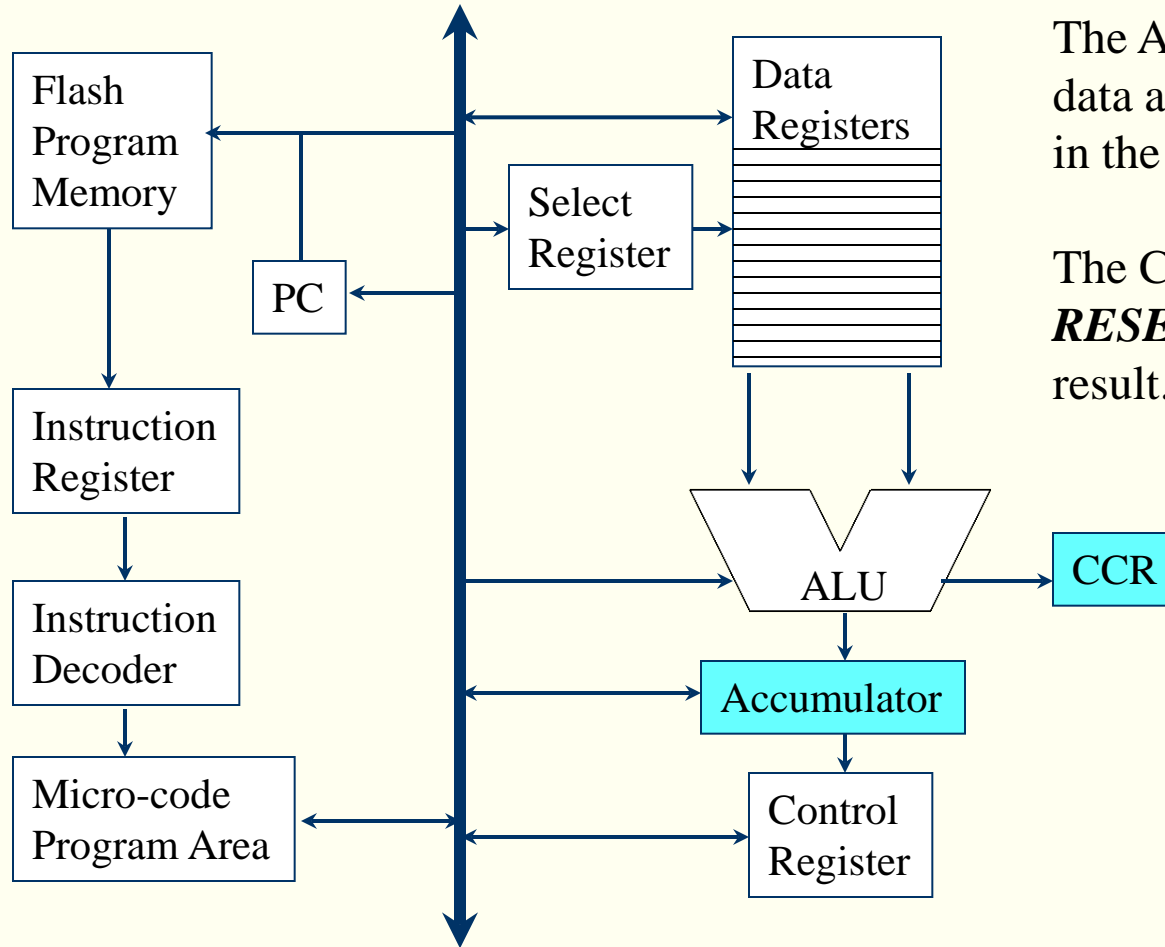 Flash
Program
Memory
PC
Instruction
Register
Instruction
Decoder
Micro-code
Program Area
Data
Registers
Select
Register
ALU
CCR
Accumulator
Control
Register
The A
data a
in the
The C
RESE
result.